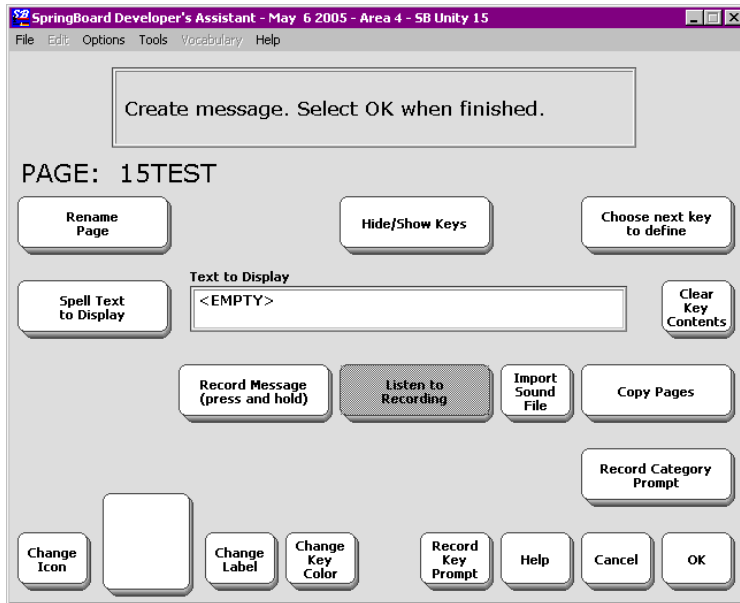 SpringBoard Developer's Assistant - May  6 2005 - Area 4 - SB Unity 15
File Edit Options Tools Vocabulary Help
Create message. Select OK when finished.
PAGE: 15TEST
Rename
Page
Hide/Show Keys
Choose next key
to define
Spell Text
to Display
Text to Display
<EMPTY>
Clear
Key
Contents
Record Message
(press and hold)
Listen to
Recording
Import
Sound
File
Copy Pages
Record Category
Prompt
Change
Icon
Change
Label
Change
Key
Color
Record
Key
Prompt
Help
Cancel
OK